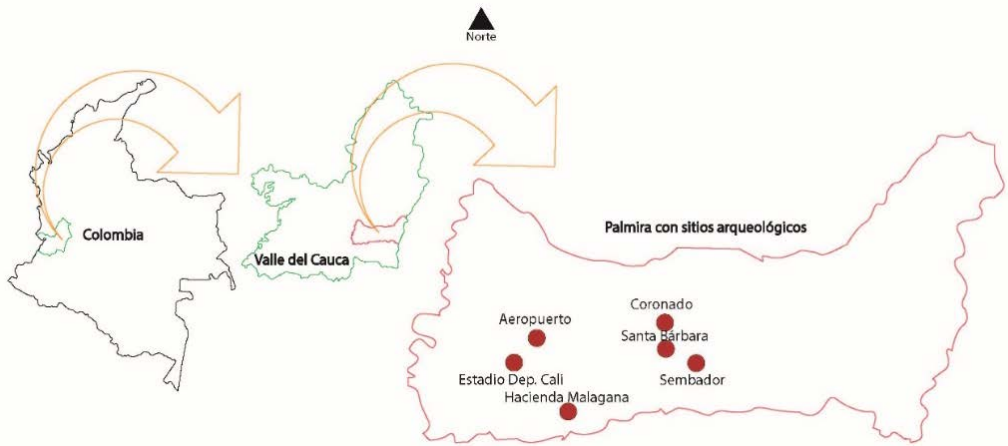 Norte
Colombia
Valle del Cauca
Palmira con sitios arqueológicos
Coronado
Aeropuerto
Santa Bárbara
Estadio Dep. Cali
Sembador
Hacienda Malagana